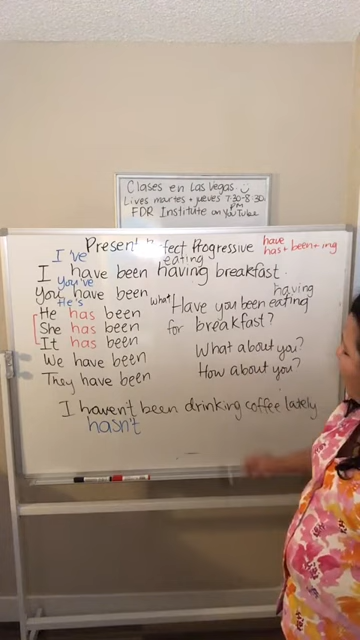 Clases en Las Vegas
Lives martes + jueves 7:30-8:30
PM
FDR Institute on YouTube
Present Progressive have
has + been + ing
I 've
eating
I have been having breakfast.
You've
You have been
having
He's
what Have you been eating
He has been
for breakfast?
She has been
It has been
What about you?
We have been
How about you?
They have been
I haven't been drinking coffee lately
hasn't